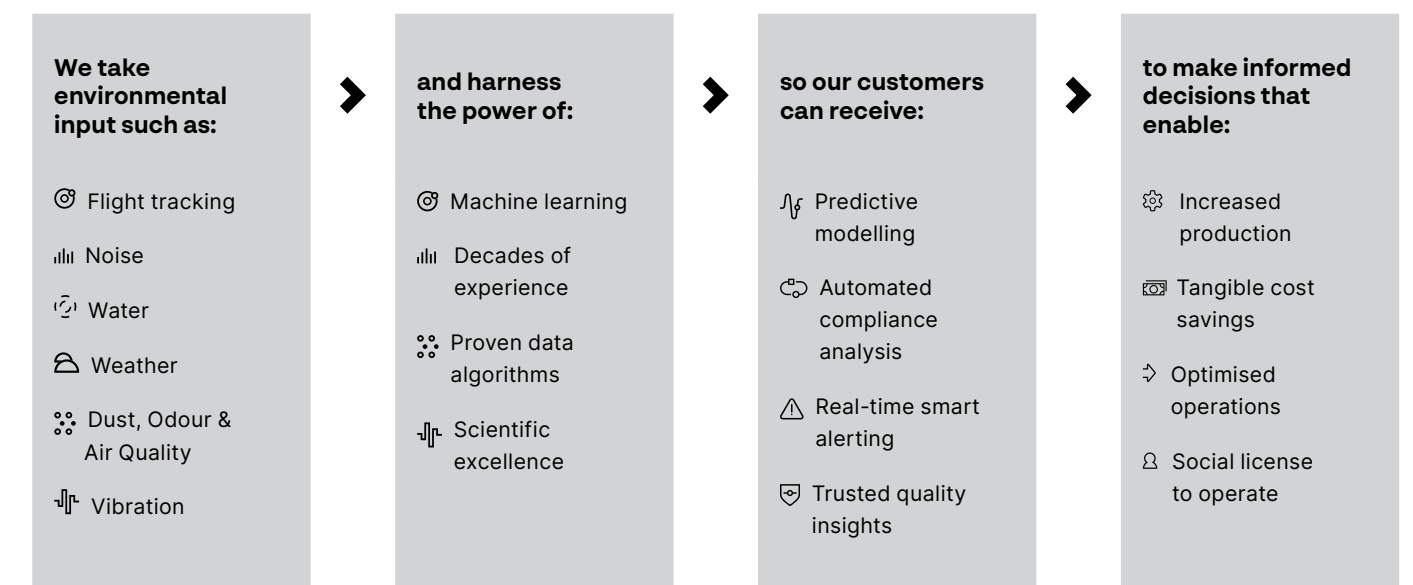 We take
environmental
input such as:
Flight tracking
Noise
Water
Weather
Dust, Odour &
Air Quality
Vibration
and harness
the power of:
Machine learning
Decades of
experience
Proven data
algorithms
Scientific
excellence
so our customers
can receive:
Predictive
modelling
Automated
compliance
analysis
Real-time smart
alerting
Trusted quality
insights
to make informed
decisions that
enable:
Increased
production
Tangible cost
savings
Optimised
operations
Social license
to operate